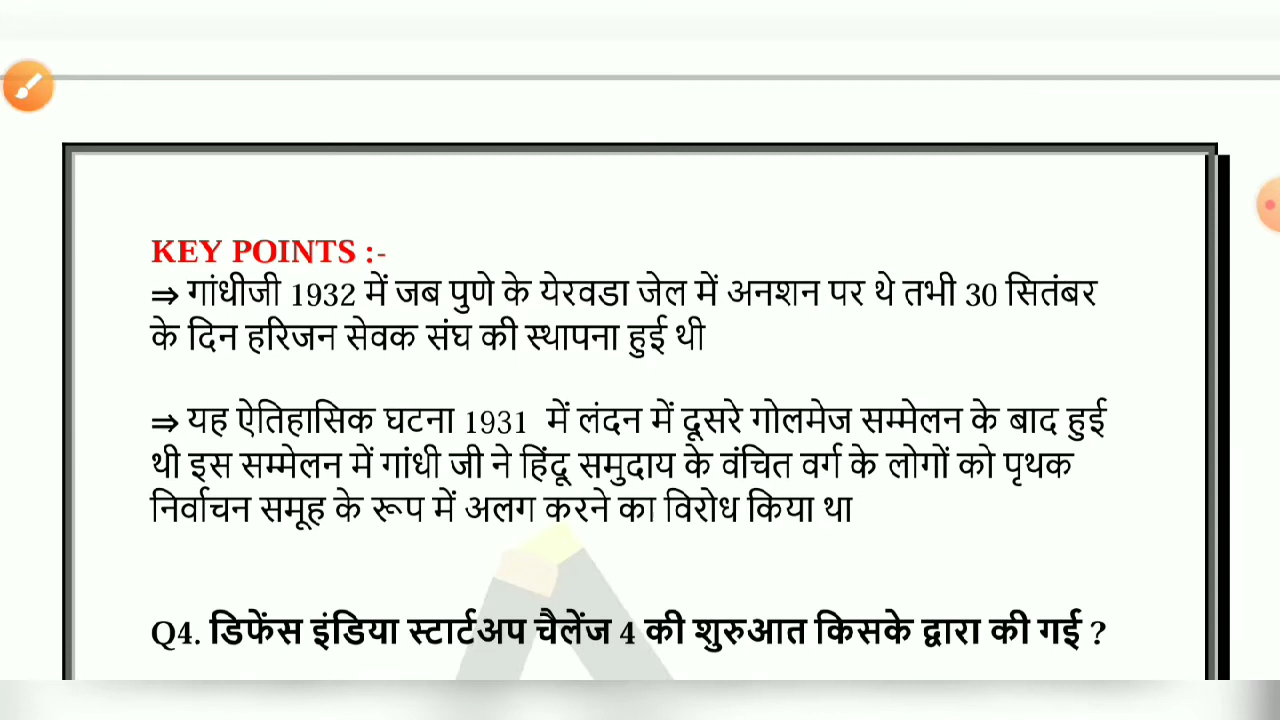 KEY POINTS :-
⇒ गांधीजी 1932 में जब पुणे के येरवडा जेल में अनशन पर थे तभी 30 सितंबर
के दिन हरिजन सेवक संघ की स्थापना हुई थी
⇒ यह ऐतिहासिक घटना 1931 में लंदन में दूसरे गोलमेज सम्मेलन के बाद हुई
थी इस सम्मेलन में गांधी जी ने हिंदू समुदाय के वंचित वर्ग के लोगों को पृथक
निर्वाचन समूह के रूप में अलग करने का विरोध किया था
Q4. डिफेंस इंडिया स्टार्टअप चैलेंज 4 की शुरुआत किसके द्वारा की गई ?